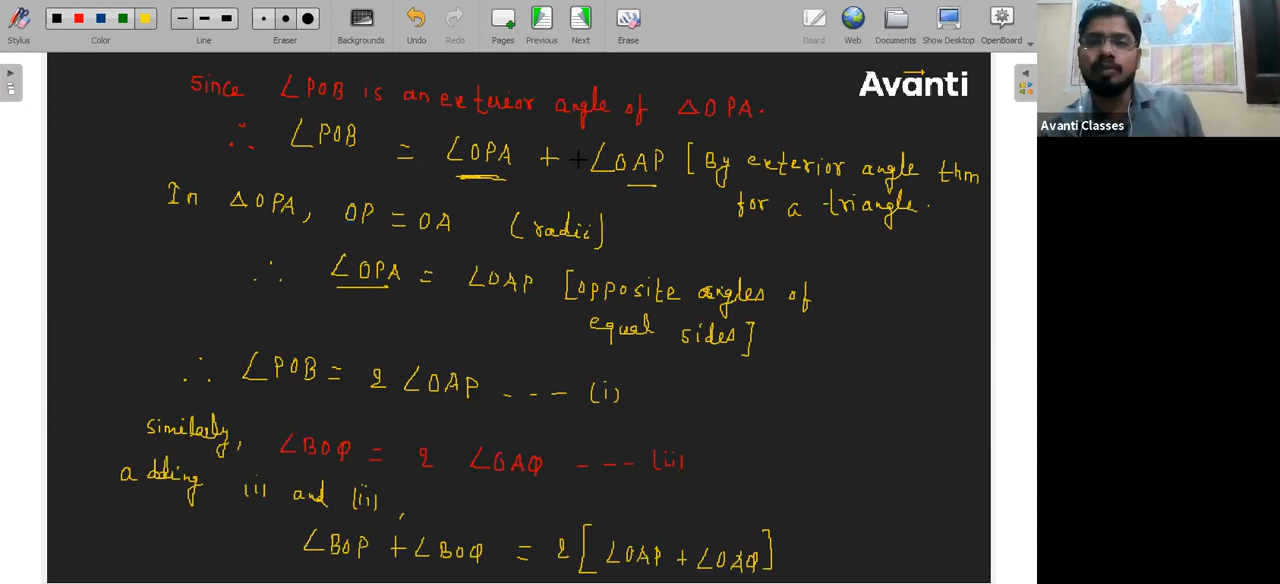 Stylus
Color
Line
Eraser
Backgrounds
Undo
Redo
Pages
Previous
Next
Erase
Board
Web
Documents
Show Desktop
OpenBoard
Avanti
Avanti Classes
Since ∠POB is an exterior angle of △OPA.
∴ ∠POB = ∠OPA + ∠OAP [By exterior angle thm
for a triangle.
In △OPA, OP = OA (radii)
∴ ∠OPA = ∠OAP [opposite angles of
equal sides]
∴ ∠POB = 2 ∠OAP --- (i)
similarly, ∠BOQ = 2 ∠OAQ --- (ii)
adding (i) and (ii),
∠BOP + ∠BOQ = 2[∠OAP + ∠OAQ]